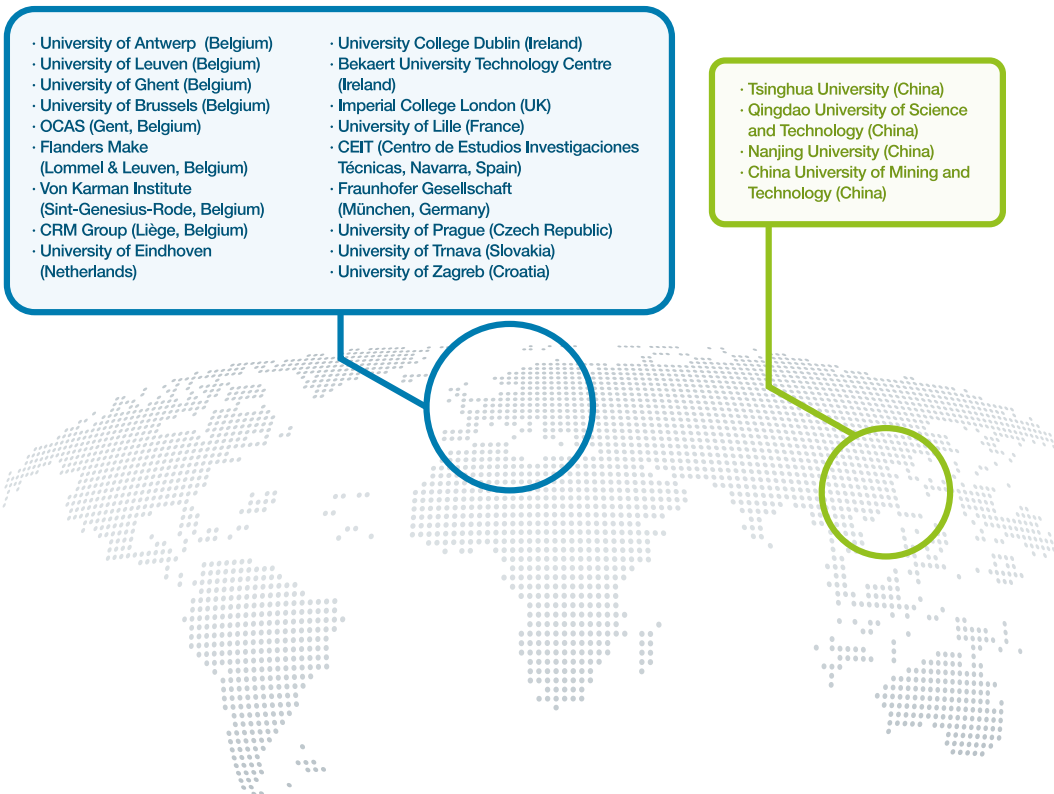 · University of Antwerp (Belgium)
· University of Leuven (Belgium)
· University of Ghent (Belgium)
· University of Brussels (Belgium)
· OCAS (Gent, Belgium)
· Flanders Make
(Lommel & Leuven, Belgium)
· Von Karman Institute
(Sint-Genesius-Rode, Belgium)
· CRM Group (Liège, Belgium)
· University of Eindhoven
(Netherlands)
· University College Dublin (Ireland)
· Bekaert University Technology Centre
(Ireland)
· Imperial College London (UK)
· University of Lille (France)
· CEIT (Centro de Estudios Investigaciones
Técnicas, Navarra, Spain)
· Fraunhofer Gesellschaft
(München, Germany)
· University of Prague (Czech Republic)
· University of Trnava (Slovakia)
· University of Zagreb (Croatia)
· Tsinghua University (China)
· Qingdao University of Science
and Technology (China)
· Nanjing University (China)
· China University of Mining and
Technology (China)